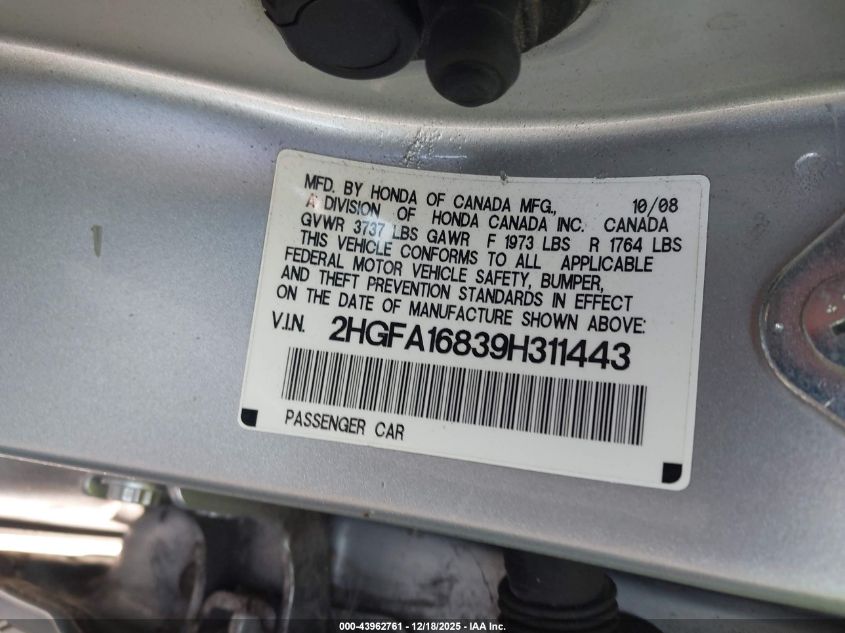 MFD. BY HONDA OF CANADA MFG., 10/08
A DIVISION OF HONDA CANADA INC. CANADA
GVWR 3737 LBS GAWR F 1973 LBS R 1764 LBS
THIS VEHICLE CONFORMS TO ALL APPLICABLE
FEDERAL MOTOR VEHICLE SAFETY, BUMPER,
AND THEFT PREVENTION STANDARDS IN EFFECT
ON THE DATE OF MANUFACTURE SHOWN ABOVE:
V.I.N. 2HGFA16839H311443
PASSENGER CAR
000-43962761 - 12/18/2025 - IAA Inc.